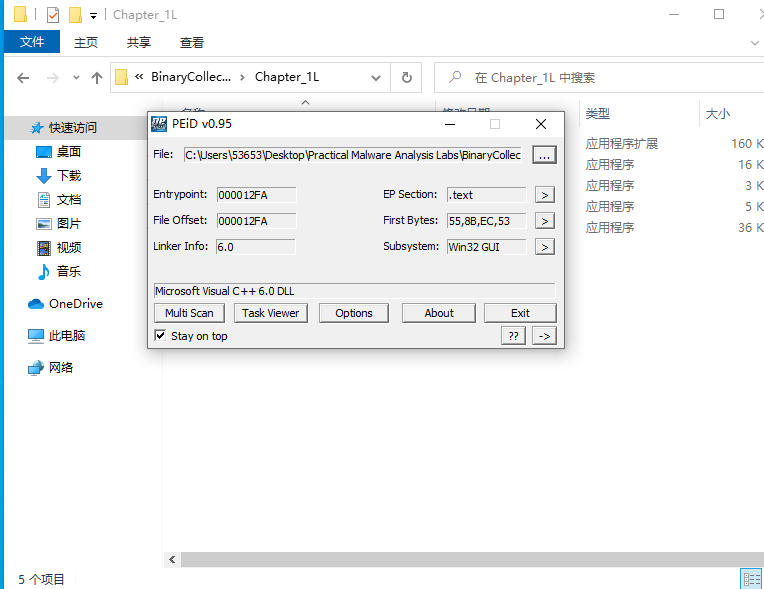 Chapter_1L
文件 主页 共享 查看
« BinaryCollec... › Chapter_1L 在 Chapter_1L 中搜索
类型 大小
快速访问
桌面
下载
文档
图片
视频
音乐
OneDrive
此电脑
网络
PEiD v0.95
File: C:\Users\53653\Desktop\Practical Malware Analysis Labs\BinaryCollec ...
Entrypoint: 000012FA EP Section: .text >
File Offset: 000012FA First Bytes: 55,8B,EC,53 >
Linker Info: 6.0 Subsystem: Win32 GUI >
Microsoft Visual C++ 6.0 DLL
Multi Scan Task Viewer Options About Exit
Stay on top ?? ->
应用程序扩展 160 K
应用程序 16 K
应用程序 3 K
应用程序 5 K
应用程序 36 K
5 个项目